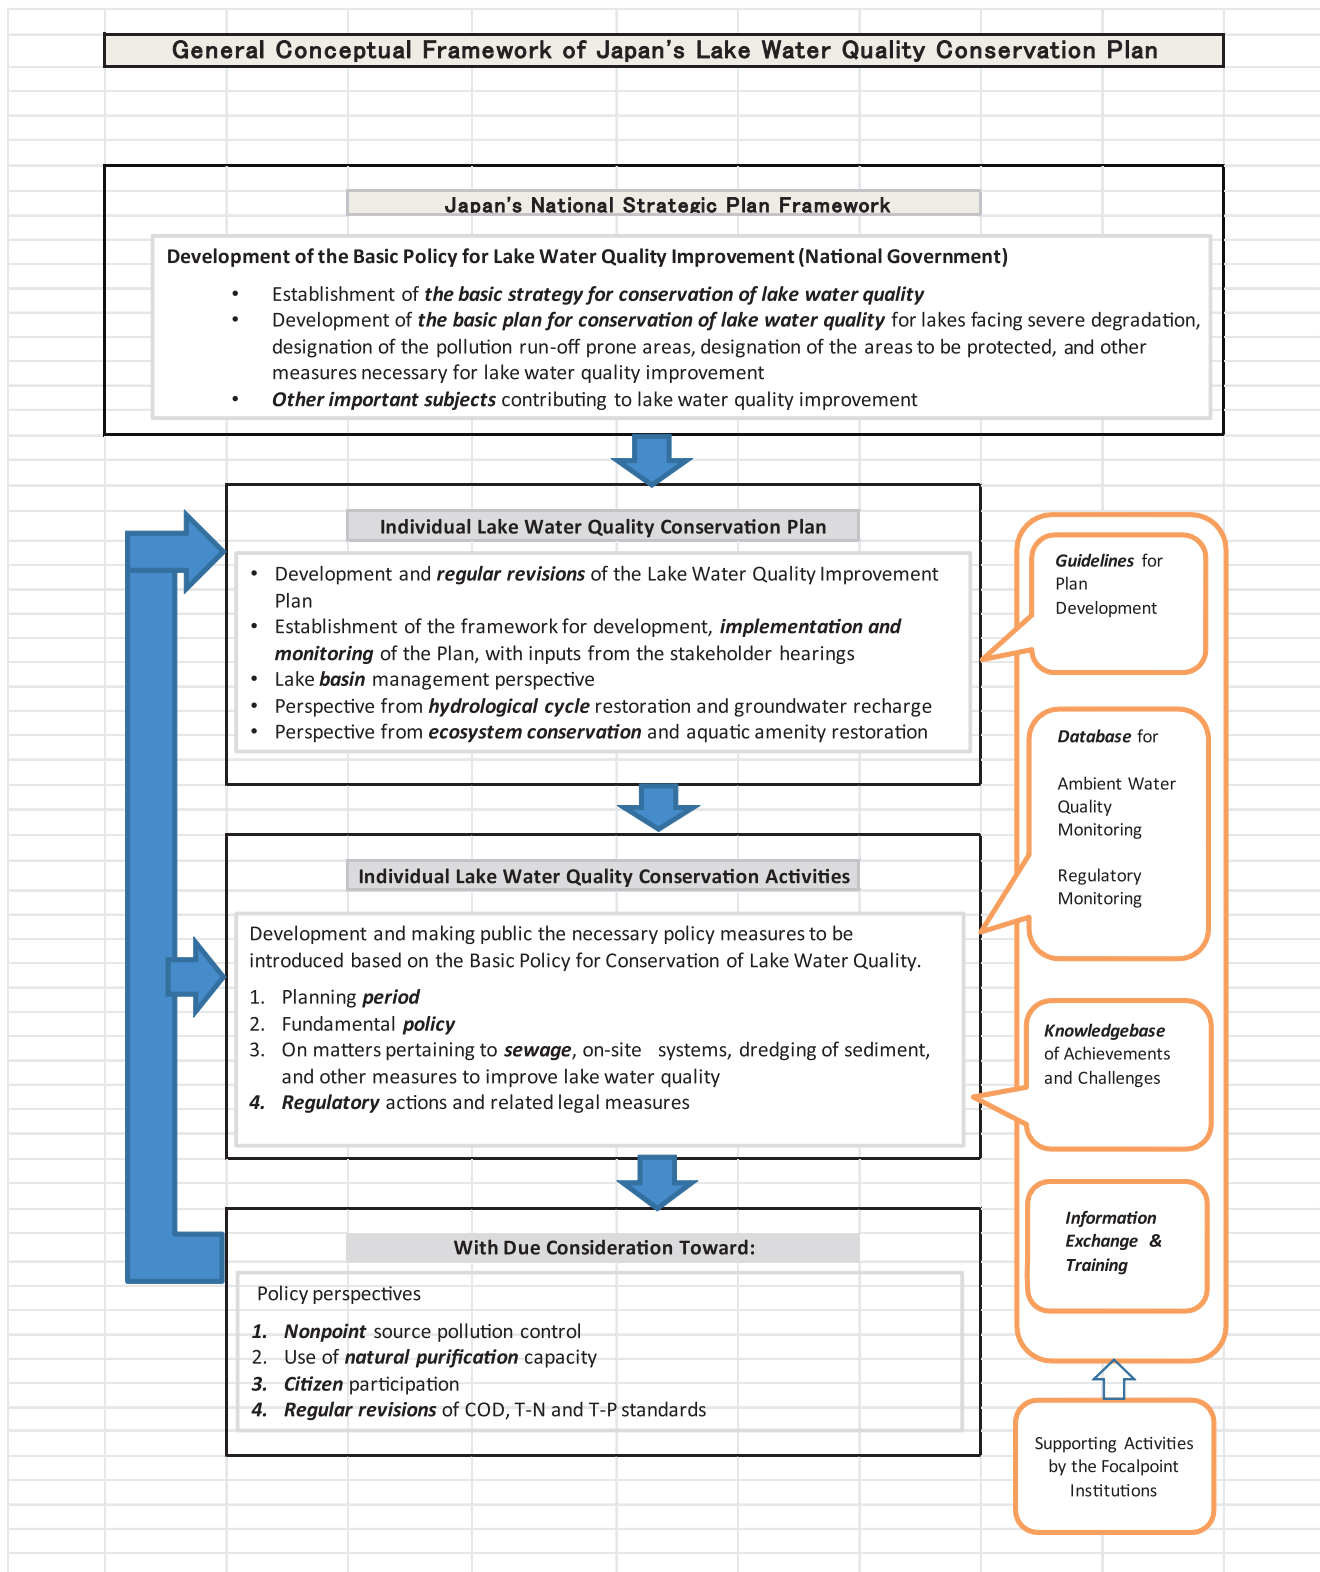 General Conceptual Framework of Japan's Lake Water Quality Conservation Plan
Japan's National Strategic Plan Framework
Development of the Basic Policy for Lake Water Quality Improvement (National Government)
• Establishment of the basic strategy for conservation of lake water quality
• Development of the basic plan for conservation of lake water quality for lakes facing severe degradation,
designation of the pollution run-off prone areas, designation of the areas to be protected, and other
measures necessary for lake water quality improvement
• Other important subjects contributing to lake water quality improvement
Individual Lake Water Quality Conservation Plan
• Development and regular revisions of the Lake Water Quality Improvement
Plan
• Establishment of the framework for development, implementation and
monitoring of the Plan, with inputs from the stakeholder hearings
• Lake basin management perspective
• Perspective from hydrological cycle restoration and groundwater recharge
• Perspective from ecosystem conservation and aquatic amenity restoration
Guidelines for
Plan
Development
Database for
Ambient Water
Quality
Monitoring
Regulatory
Monitoring
Individual Lake Water Quality Conservation Activities
Development and making public the necessary policy measures to be
introduced based on the Basic Policy for Conservation of Lake Water Quality.
1. Planning period
2. Fundamental policy
3. On matters pertaining to sewage, on-site systems, dredging of sediment,
and other measures to improve lake water quality
4. Regulatory actions and related legal measures
Knowledgebase
of Achievements
and Challenges
Information
Exchange &
Training
With Due Consideration Toward:
Policy perspectives
1. Nonpoint source pollution control
2. Use of natural purification capacity
3. Citizen participation
4. Regular revisions of COD, T-N and T-P standards
Supporting Activities
by the Focalpoint
Institutions